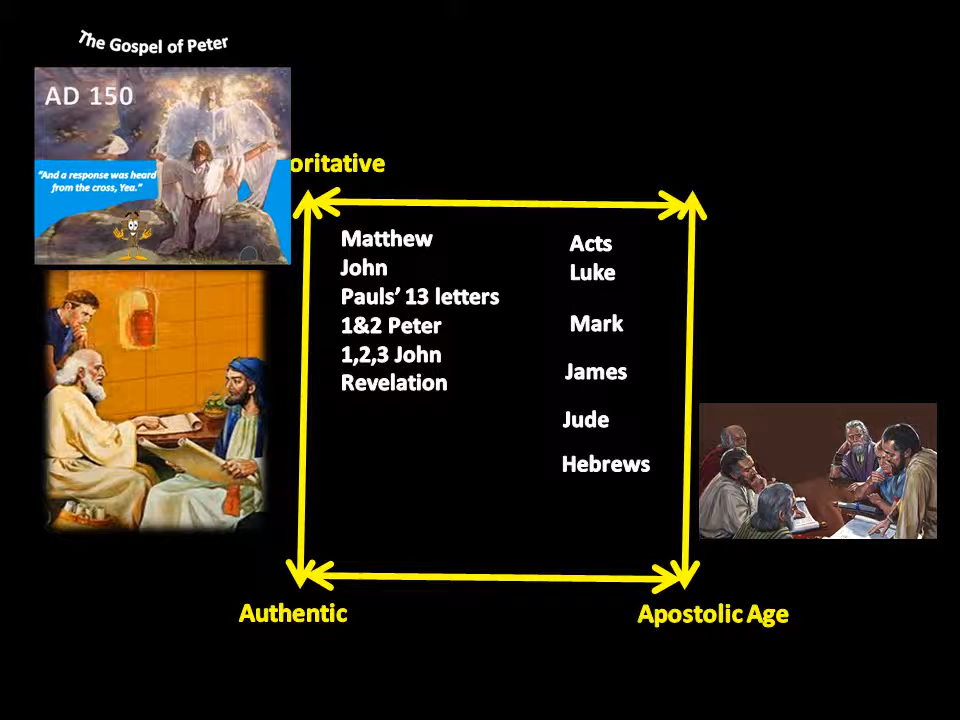 The Gospel of Peter
AD 150
“And a response was heard
from the cross, Yea.”
oritative
Matthew
John
Pauls’ 13 letters
1&2 Peter
1,2,3 John
Revelation
Acts
Luke
Mark
James
Jude
Hebrews
Authentic
Apostolic Age